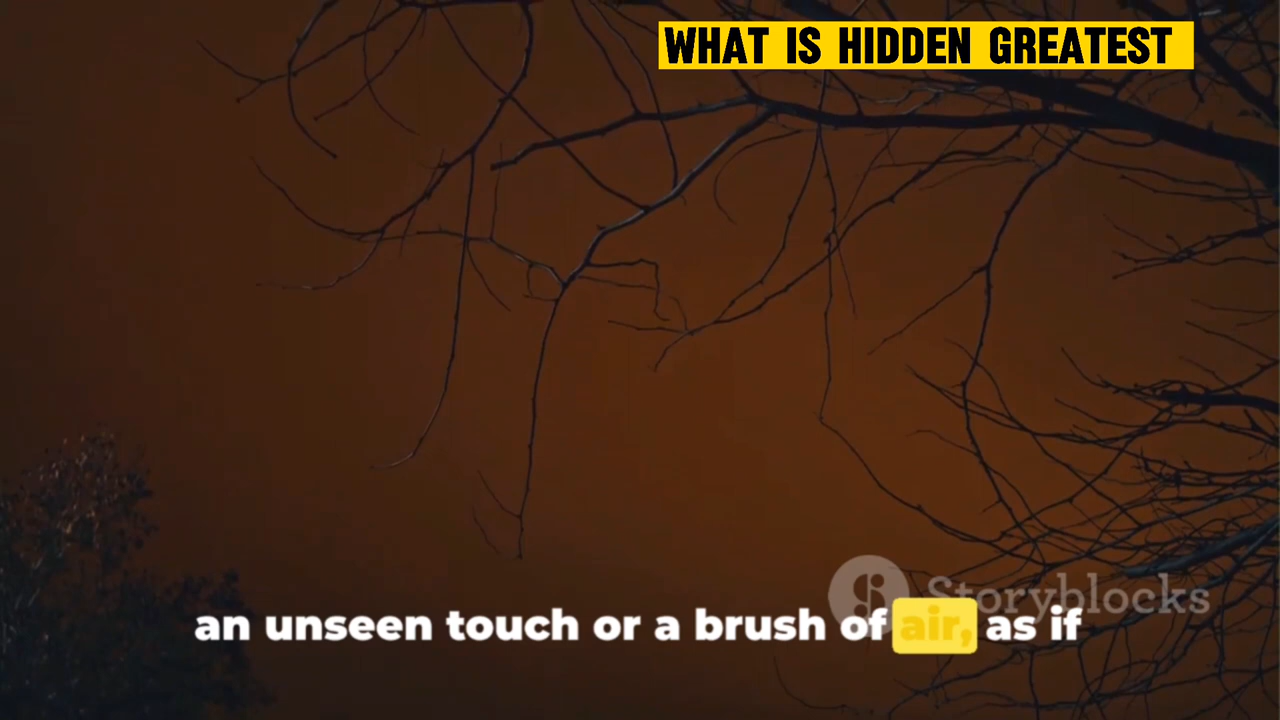 WHAT IS HIDDEN GREATEST
Storyblocks
an unseen touch or a brush of air, as if